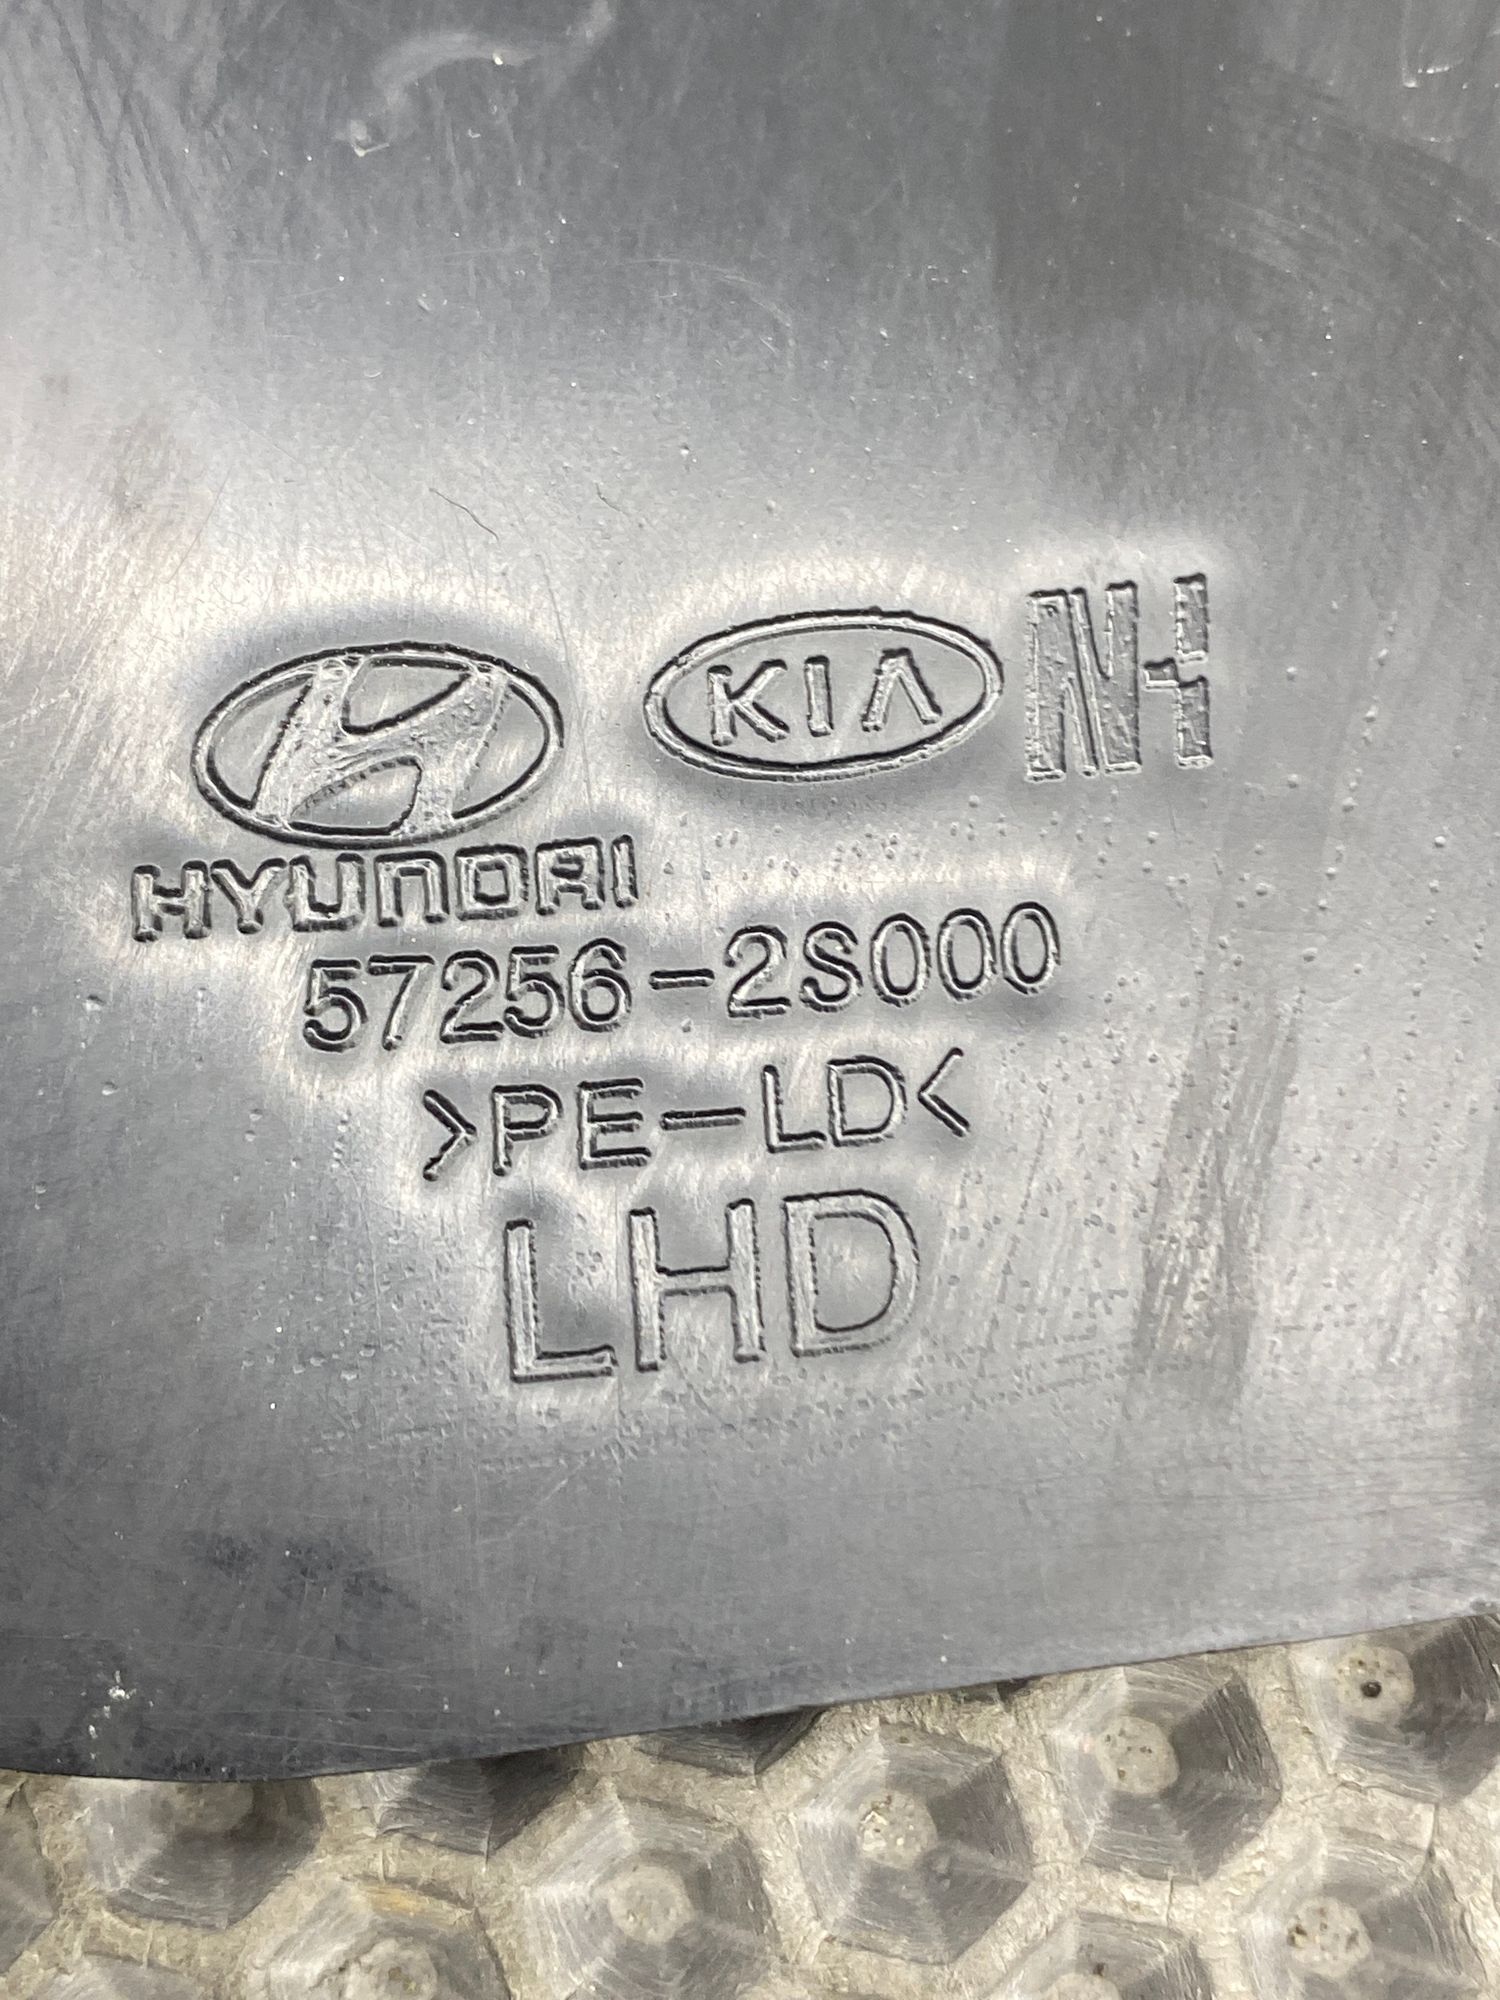 KIA
HYUNDAI
57256-2S000
>PE-LD<
LHD